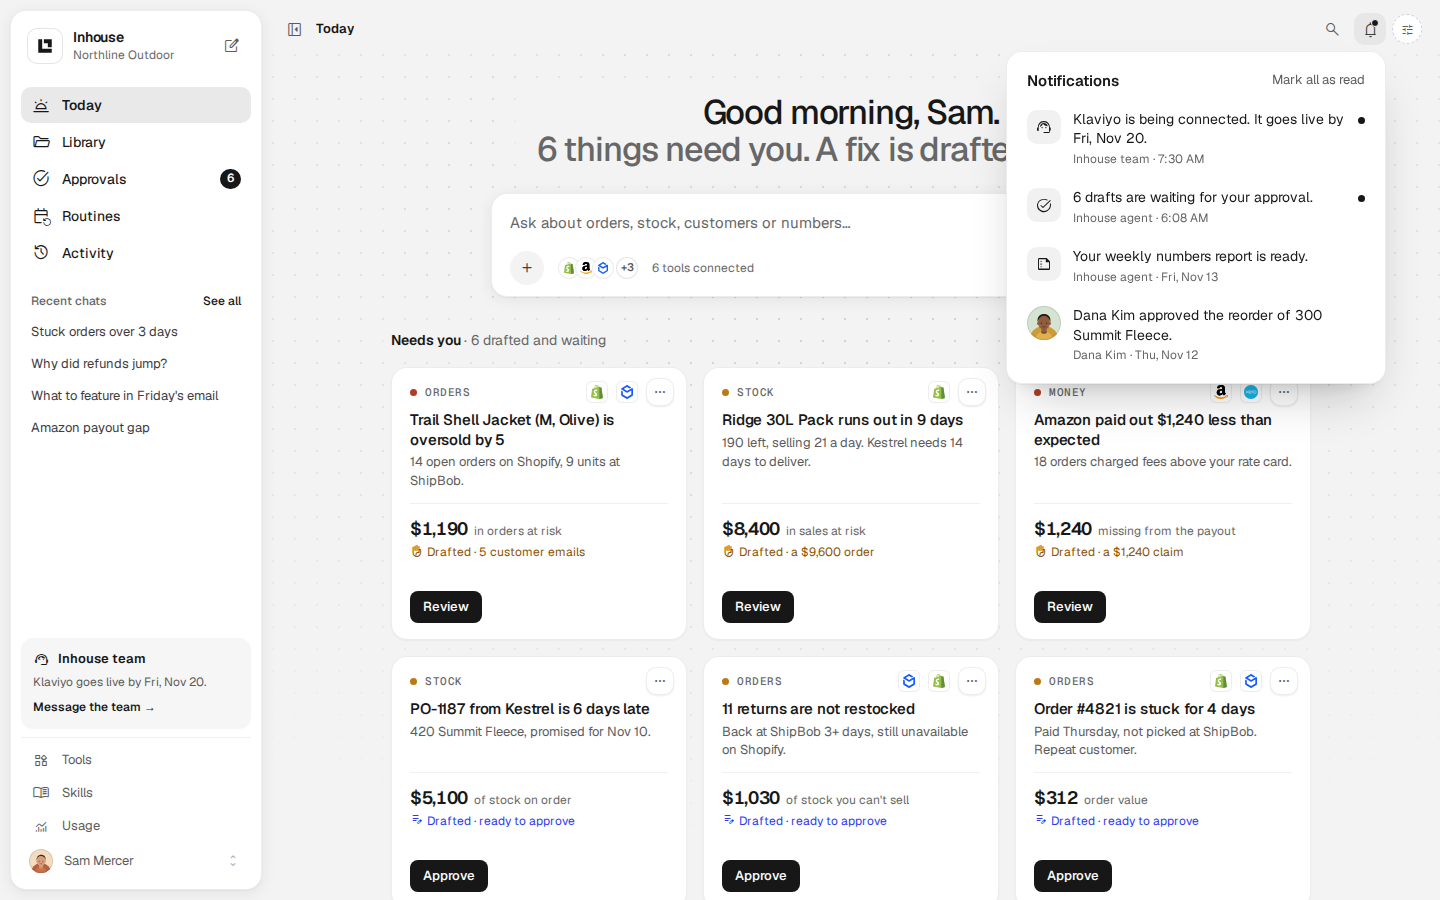 Inhouse
Northline Outdoor
Today
Library
Approvals
6
Routines
Activity
Recent chats
See all
Stuck orders over 3 days
Why did refunds jump?
What to feature in Friday's email
Amazon payout gap
Inhouse team
Klaviyo goes live by Fri, Nov 20.
Message the team →
Tools
Skills
Usage
Sam Mercer
Today
Good morning, Sam.
6 things need you. A fix is
Ask about orders, stock, customers or numbers...
+3
6 tools connected
Notifications
Mark all as read
Klaviyo is being connected. It goes live by
Fri, Nov 20.
Inhouse team · 7:30 AM
6 drafts are waiting for your approval.
Inhouse agent · 6:08 AM
Your weekly numbers report is ready.
Inhouse agent · Fri, Nov 13
Dana Kim approved the reorder of 300
Summit Fleece.
Dana Kim · Thu, Nov 12
Needs you · 6 drafted and waiting
ORDERS
Trail Shell Jacket (M, Olive) is
oversold by 5
14 open orders on Shopify, 9 units at
ShipBob.
$1,190 in orders at risk
Drafted · 5 customer emails
Review
STOCK
Ridge 30L Pack runs out in 9 days
190 left, selling 21 a day. Kestrel needs 14
days to deliver.
$8,400 in sales at risk
Drafted · a $9,600 order
Review
MONEY
Amazon paid out $1,240 less than
expected
18 orders charged fees above your rate card.
$1,240 missing from the payout
Drafted · a $1,240 claim
Review
STOCK
PO-1187 from Kestrel is 6 days late
420 Summit Fleece, promised for Nov 10.
$5,100 of stock on order
Drafted · ready to approve
Approve
ORDERS
11 returns are not restocked
Back at ShipBob 3+ days, still unavailable
on Shopify.
$1,030 of stock you can't sell
Drafted · ready to approve
Approve
ORDERS
Order #4821 is stuck for 4 days
Paid Thursday, not picked at ShipBob.
Repeat customer.
$312 order value
Drafted · ready to approve
Approve